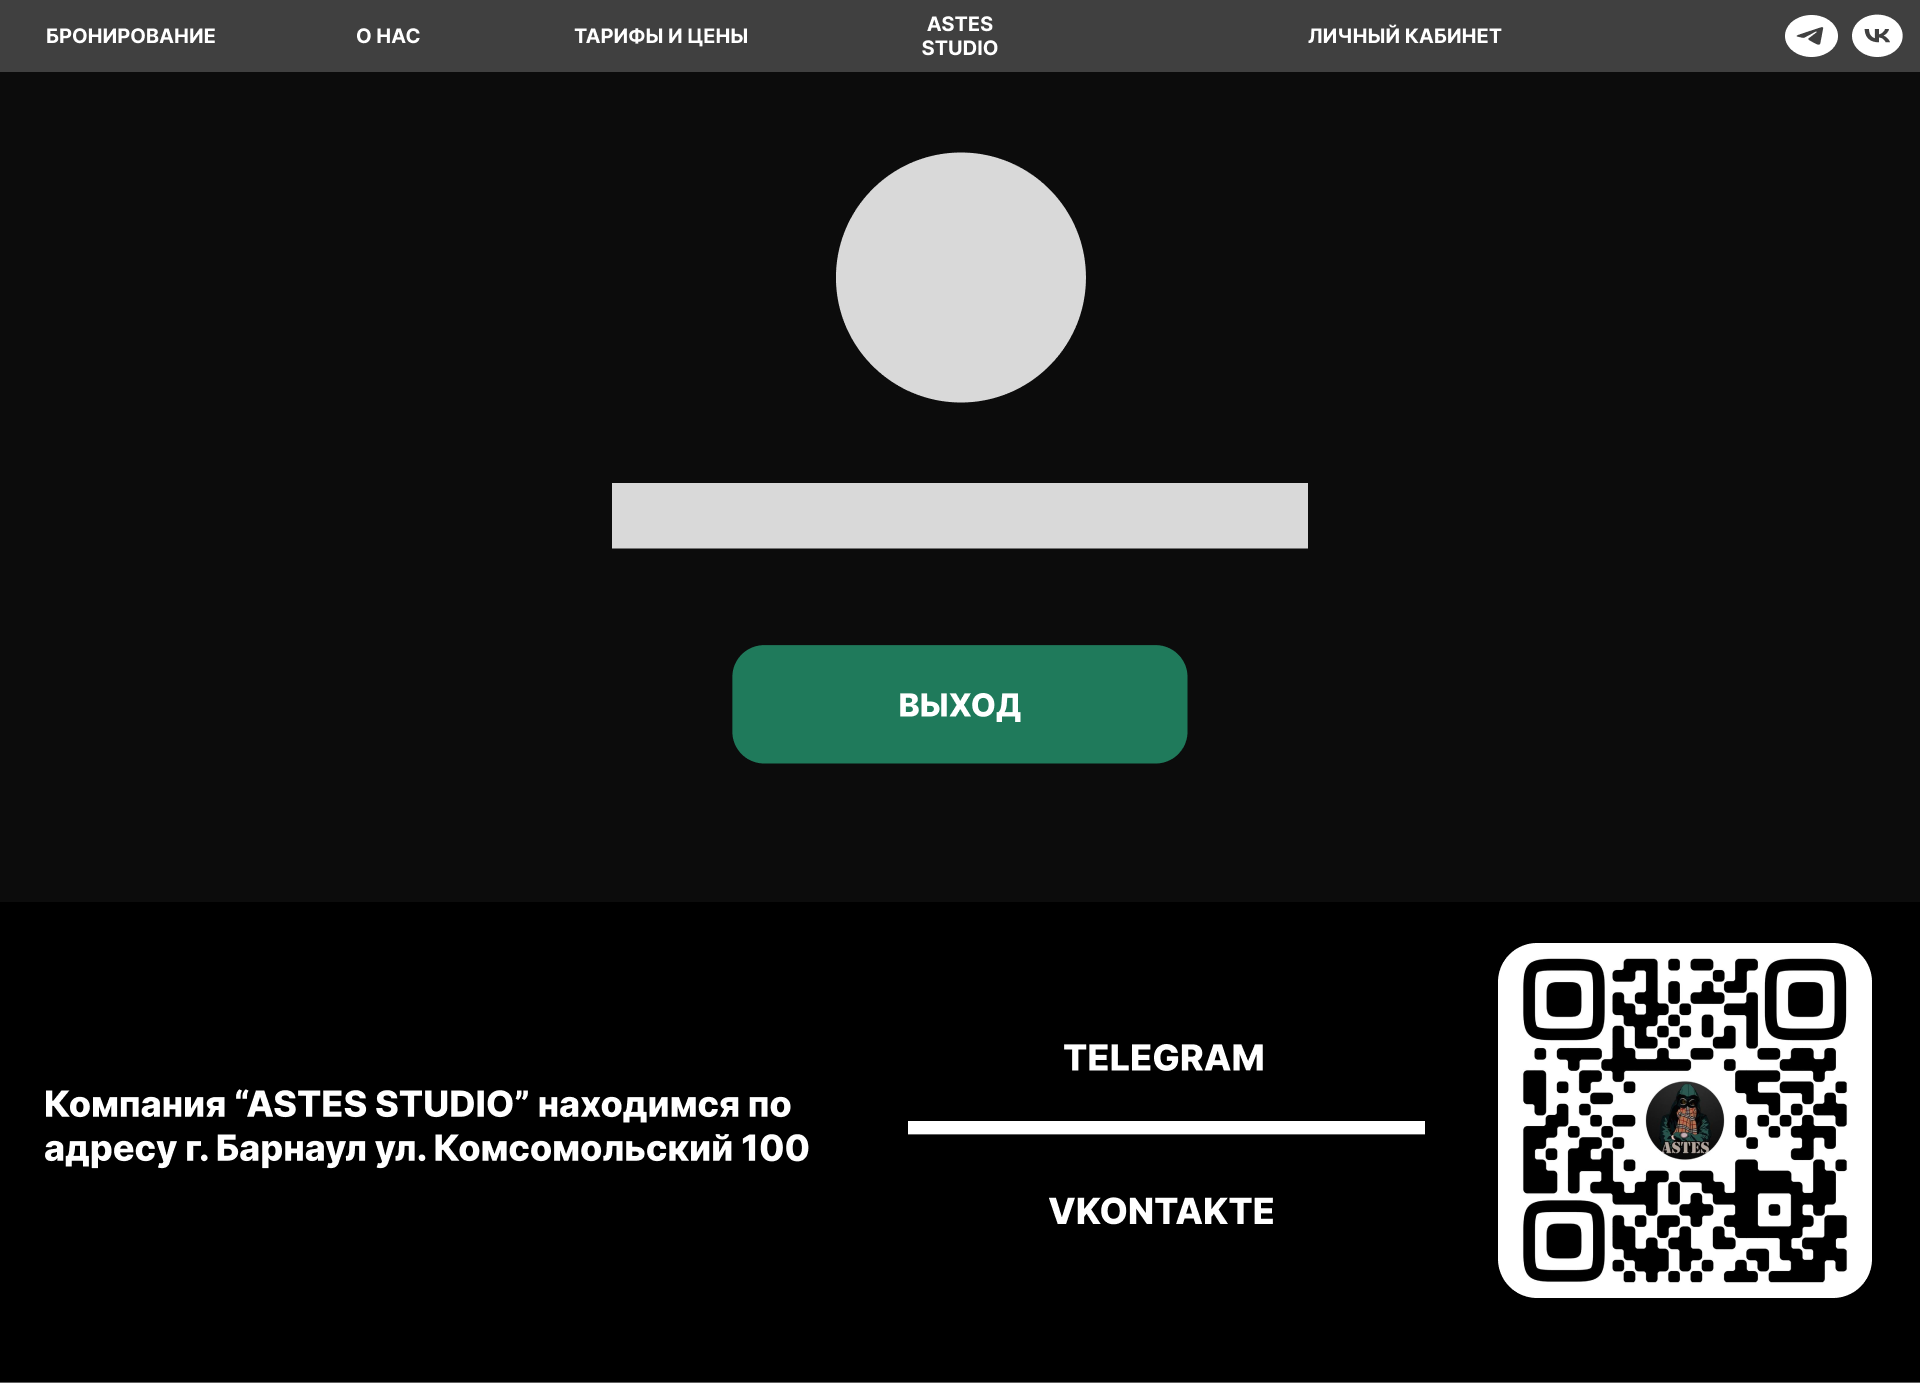 БРОНИРОВАНИЕ
О НАС
ТАРИФЫ И ЦЕНЫ
ASTES
STUDIO
ЛИЧНЫЙ КАБИНЕТ
ВЫХОД
Компания “ASTES STUDIO” находимся по
адресу г. Барнаул ул. Комсомольский 100
TELEGRAM
VKONTAKTE
ASTES